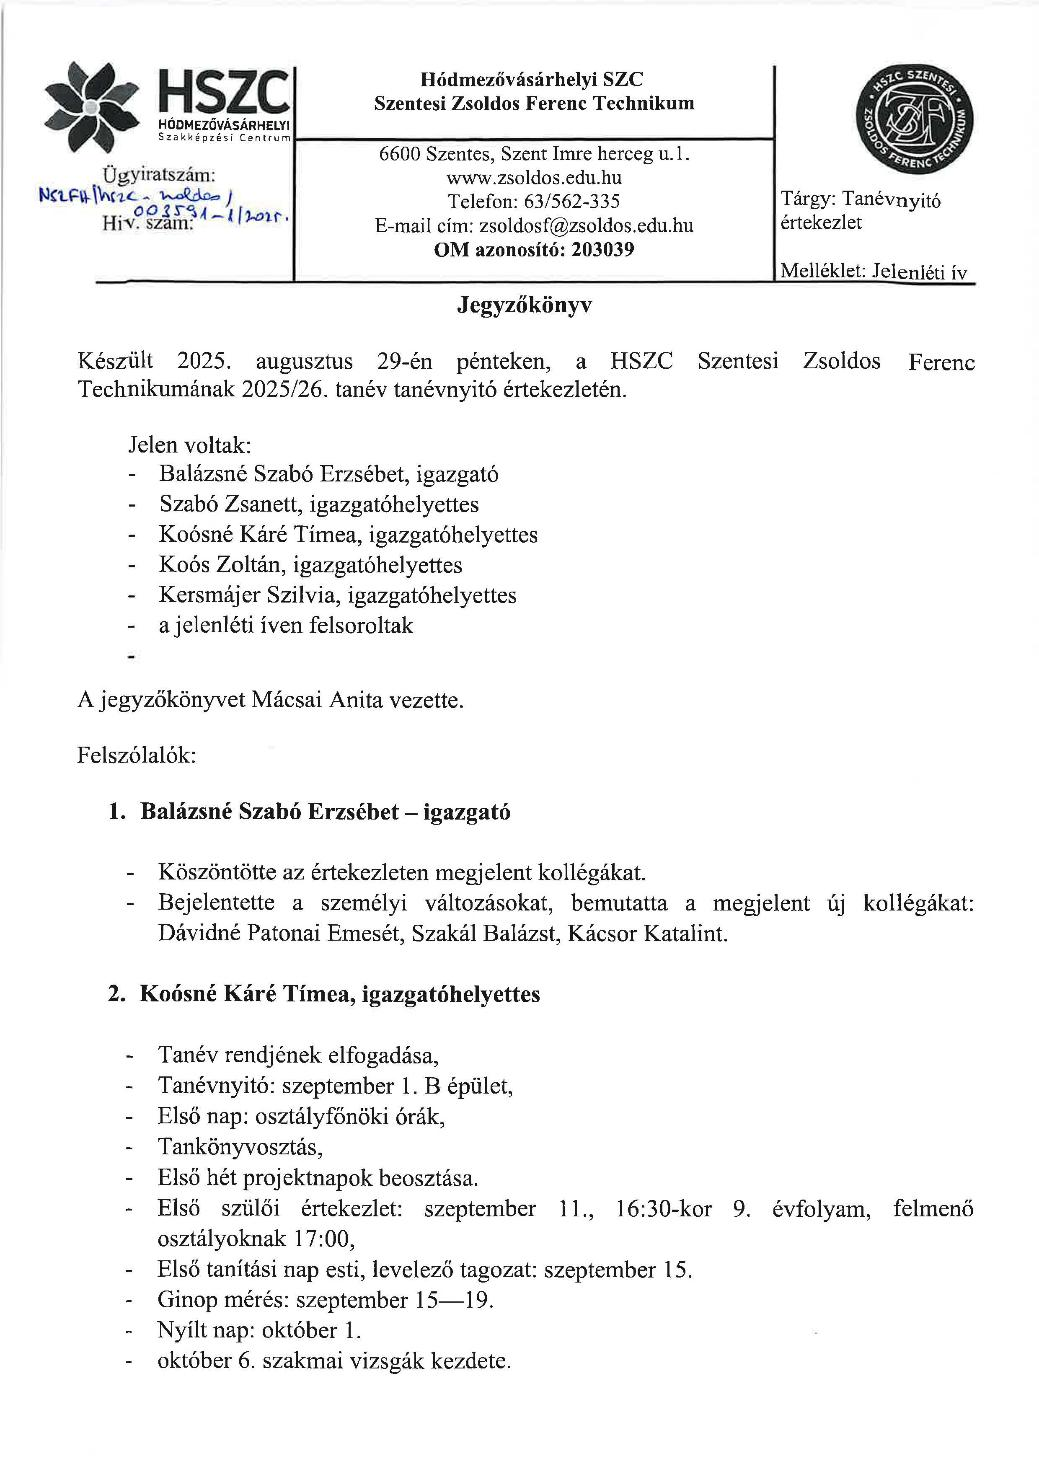 HSZC
HÓDMEZŐVÁSÁRHELYI
Szakképzési Centrum
Ügyiratszám:
Hiv. szám:
Hódmezővásárhelyi SZC
Szentesi Zsoldos Ferenc Technikum
6600 Szentes, Szent Imre herceg u.1.
www.zsoldos.edu.hu
Telefon: 63/562-335
E-mail cím: zsoldosf@zsoldos.edu.hu
OM azonosító: 203039
HSZC SZENTESI
ZSOLDOS FERENC TECHNIKUM
ZSF
Tárgy: Tanévnyitó
értekezlet
Melléklet: Jelenléti ív
Jegyzőkönyv
Készült 2025. augusztus 29-én pénteken, a HSZC Szentesi Zsoldos Ferenc
Technikumának 2025/26. tanév tanévnyitó értekezletén.
Jelen voltak:
- Balázsné Szabó Erzsébet, igazgató
- Szabó Zsanett, igazgatóhelyettes
- Koósné Káré Tímea, igazgatóhelyettes
- Koós Zoltán, igazgatóhelyettes
- Kersmájer Szilvia, igazgatóhelyettes
- a jelenléti íven felsoroltak
-
A jegyzőkönyvet Mácsai Anita vezette.
Felszólalók:
1. Balázsné Szabó Erzsébet – igazgató
- Köszöntötte az értekezleten megjelent kollégákat.
- Bejelentette a személyi változásokat, bemutatta a megjelent új kollégákat:
Dávidné Patonai Emesét, Szakál Balázst, Kácsor Katalint.
2. Koósné Káré Tímea, igazgatóhelyettes
- Tanév rendjének elfogadása,
- Tanévnyitó: szeptember 1. B épület,
- Első nap: osztályfőnöki órák,
- Tankönyvosztás,
- Első hét projektnapok beosztása.
- Első szülői értekezlet: szeptember 11., 16:30-kor 9. évfolyam, felmenő
osztályoknak 17:00,
- Első tanítási nap esti, levelező tagozat: szeptember 15.
- Ginop mérés: szeptember 15—19.
- Nyílt nap: október 1.
- október 6. szakmai vizsgák kezdete.